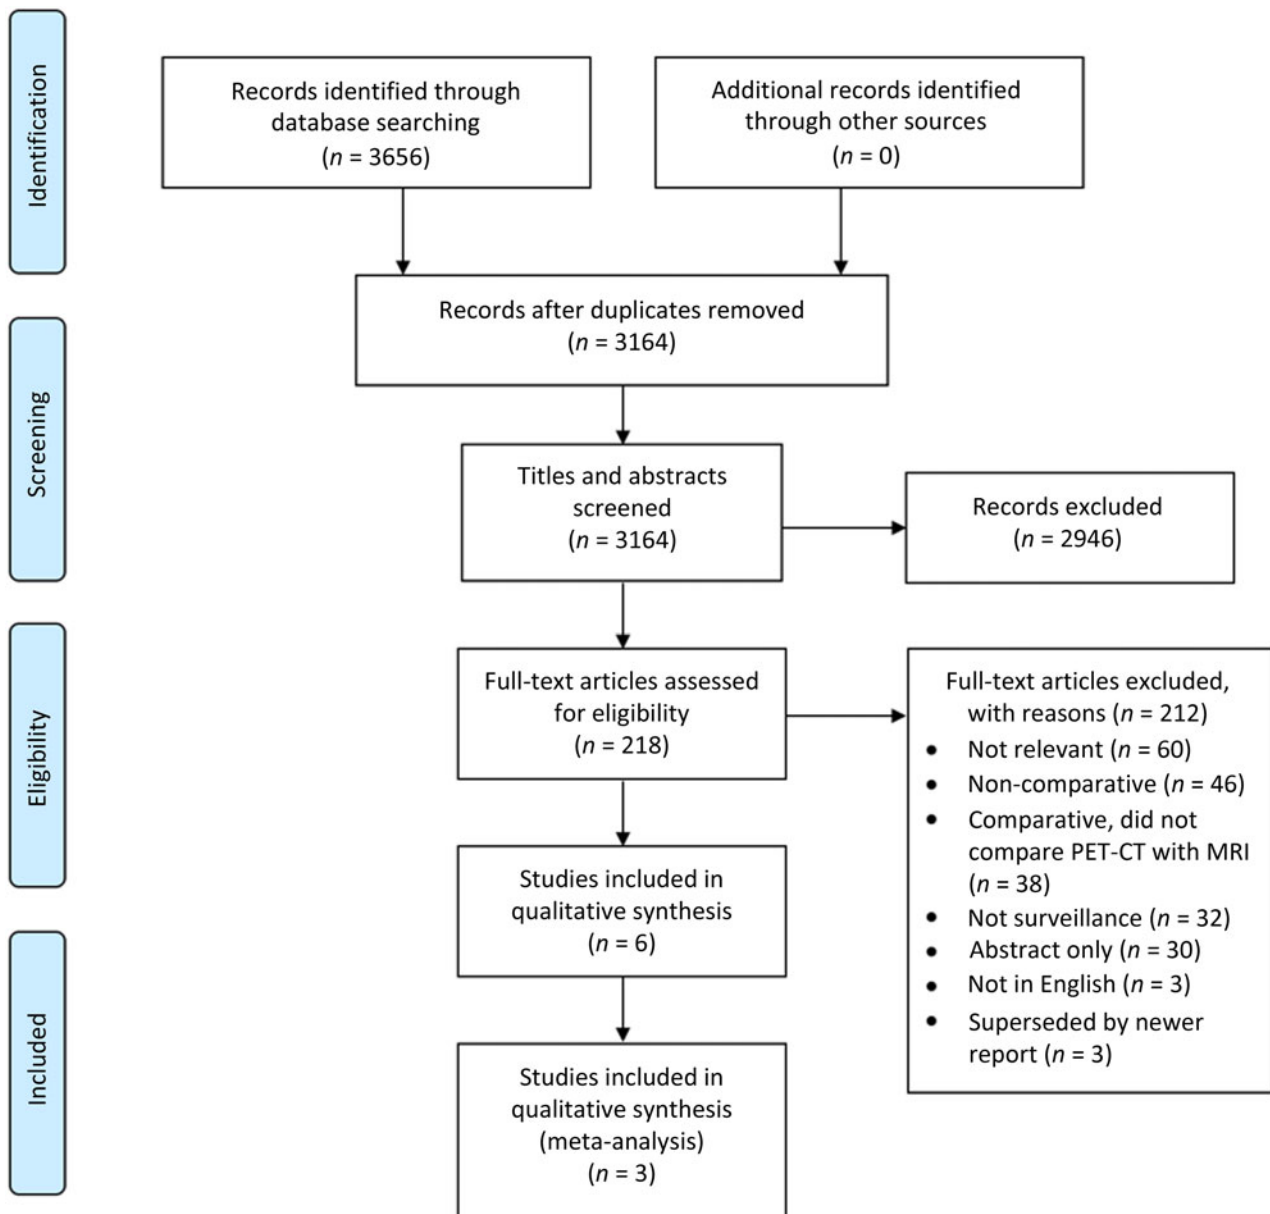 Identification
Records identified through
database searching
(n = 3656)
Additional records identified
through other sources
(n = 0)
Records after duplicates removed
(n = 3164)
Screening
Titles and abstracts
screened
(n = 3164)
Records excluded
(n = 2946)
Eligibility
Full-text articles assessed
for eligibility
(n = 218)
Full-text articles excluded,
with reasons (n = 212)
• Not relevant (n = 60)
• Non-comparative (n = 46)
• Comparative, did not
compare PET-CT with MRI
(n = 38)
• Not surveillance (n = 32)
• Abstract only (n = 30)
• Not in English (n = 3)
• Superseded by newer
report (n = 3)
Studies included in
qualitative synthesis
(n = 6)
Included
Studies included in
qualitative synthesis
(meta-analysis)
(n = 3)